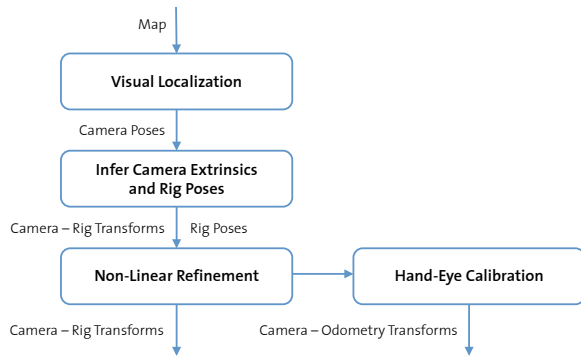 Map
Visual Localization
Camera Poses
Infer Camera Extrinsics
and Rig Poses
Camera – Rig Transforms Rig Poses
Non-Linear Refinement
Hand-Eye Calibration
Camera – Rig Transforms
Camera – Odometry Transforms